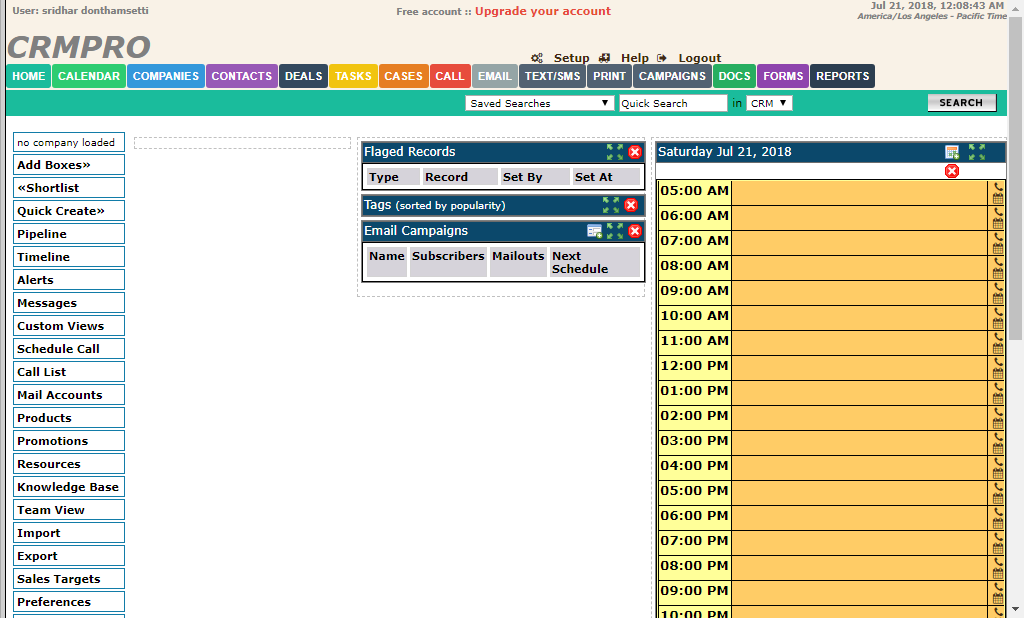 User: sridhar donthamsetti
Free account :: Upgrade your account
Jul 21, 2018, 12:08:43 AM
America/Los Angeles - Pacific Time
CRMPRO
Setup Help Logout
HOME CALENDAR COMPANIES CONTACTS DEALS TASKS CASES CALL EMAIL TEXT/SMS PRINT CAMPAIGNS DOCS FORMS REPORTS
Saved Searches Quick Search in CRM SEARCH
no company loaded
Add Boxes»
«Shortlist
Quick Create»
Pipeline
Timeline
Alerts
Messages
Custom Views
Schedule Call
Call List
Mail Accounts
Products
Promotions
Resources
Knowledge Base
Team View
Import
Export
Sales Targets
Preferences
Flaged Records
Type Record Set By Set At
Tags (sorted by popularity)
Email Campaigns
Name Subscribers Mailouts Next
Schedule
Saturday Jul 21, 2018
05:00 AM
06:00 AM
07:00 AM
08:00 AM
09:00 AM
10:00 AM
11:00 AM
12:00 PM
01:00 PM
02:00 PM
03:00 PM
04:00 PM
05:00 PM
06:00 PM
07:00 PM
08:00 PM
09:00 PM
10:00 PM